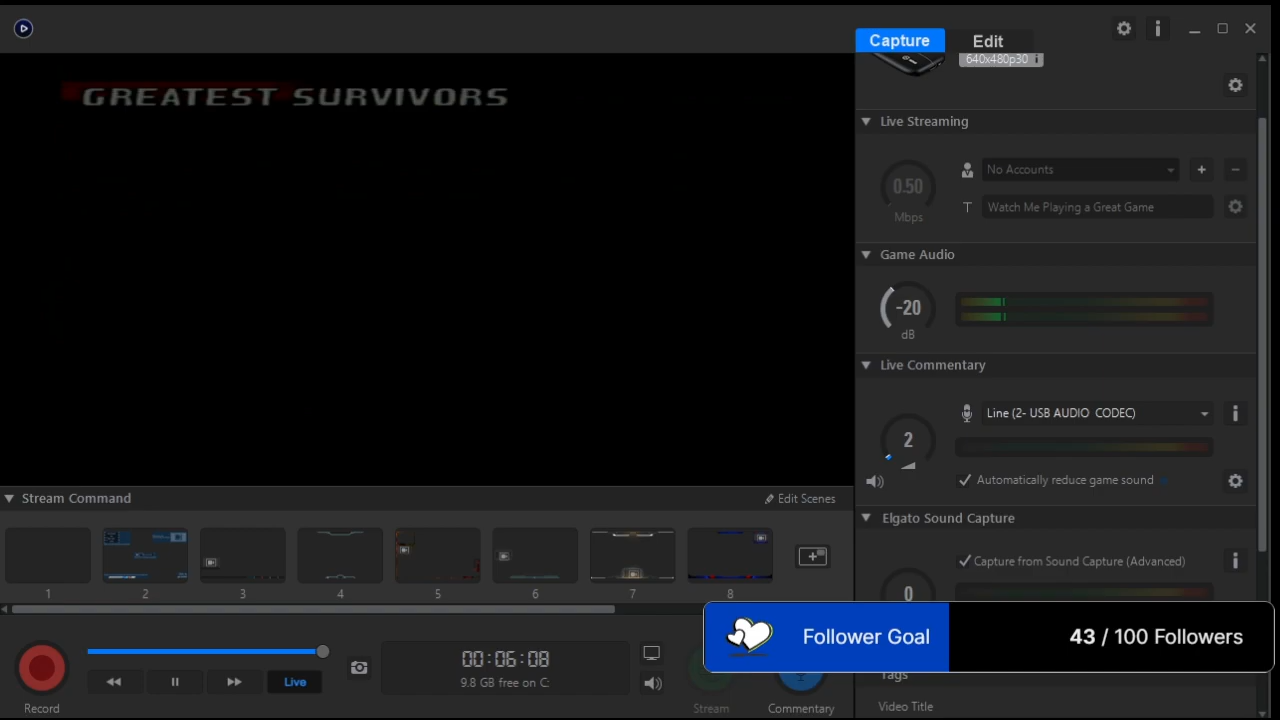 Capture
Edit
640x480p30
GREATEST SURVIVORS
Live Streaming
0.50
Mbps
No Accounts
T
Watch Me Playing a Great Game
Game Audio
-20
dB
Live Commentary
2
Line (2- USB AUDIO  CODEC)
Automatically reduce game sound
Stream Command
Edit Scenes
1
2
3
4
5
6
7
8
Elgato Sound Capture
Capture from Sound Capture (Advanced)
0
Follower Goal
43 / 100 Followers
00:06:08
9.8 GB free on C:
Live
Record
Stream
Commentary
Tags
Video Title